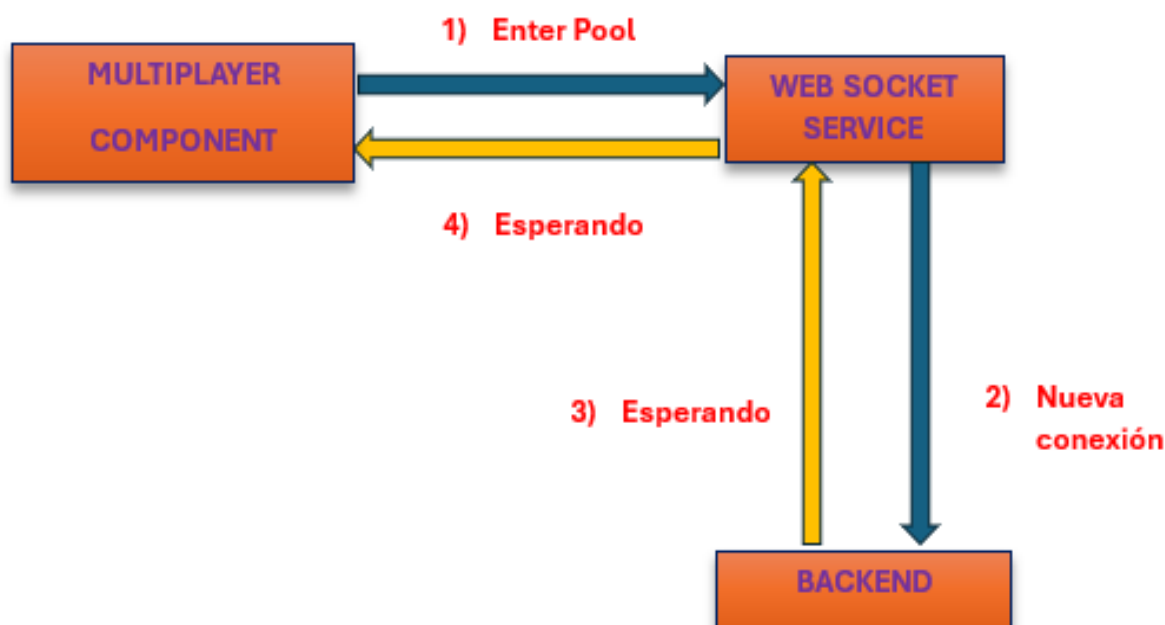 1) Enter Pool
MULTIPLAYER
COMPONENT
WEB SOCKET
SERVICE
4) Esperando
3) Esperando
2) Nueva
conexión
BACKEND